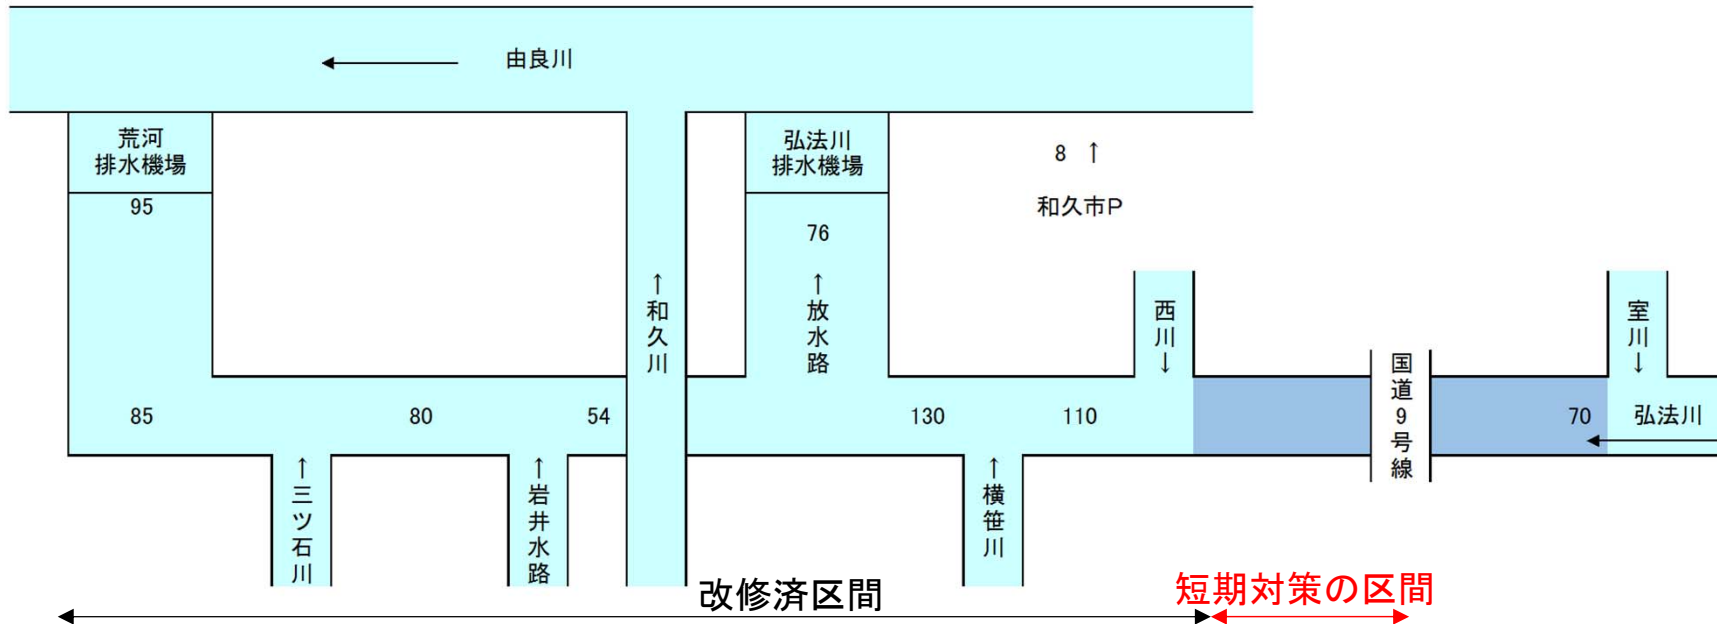 由良川
荒河
排水機場
95
弘法川
排水機場
76
8 ↑
和久市P
↑和久川
↑放水路
西川↓
国道9号線
室川↓
85
80
54
130
110
70
弘法川
↑三ツ石川
↑岩井水路
↑横笹川
改修済区間
短期対策の区間